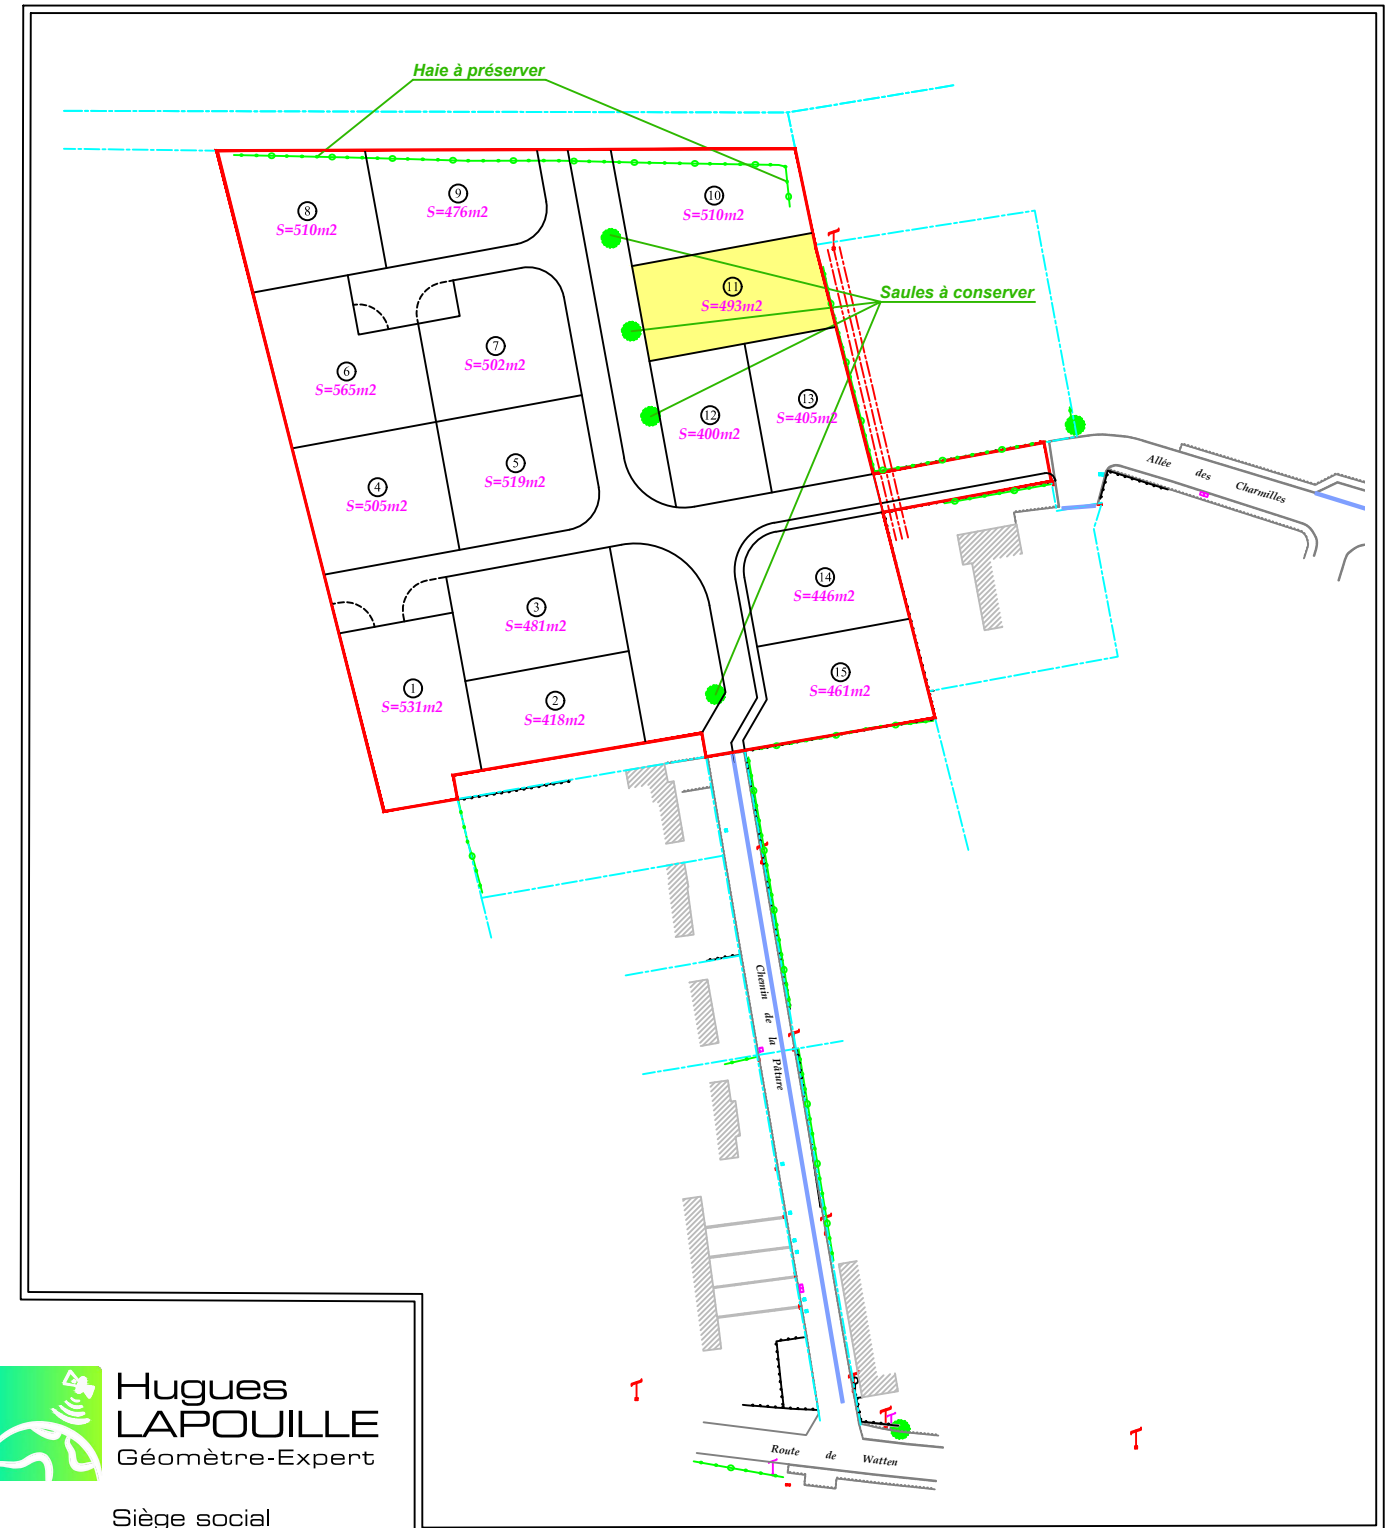 Haie à préserver
8
S=510m2
9
S=476m2
10
S=510m2
11
S=493m2
Saules à conserver
7
S=502m2
6
S=565m2
13
S=405m2
12
S=400m2
5
S=519m2
4
S=505m2
Allée des Charmilles
14
S=446m2
3
S=481m2
15
S=461m2
1
S=531m2
2
S=418m2
Chemin de la Pâture
Route de Watten
Hugues
LAPOUILLE
Géomètre-Expert
Siège social